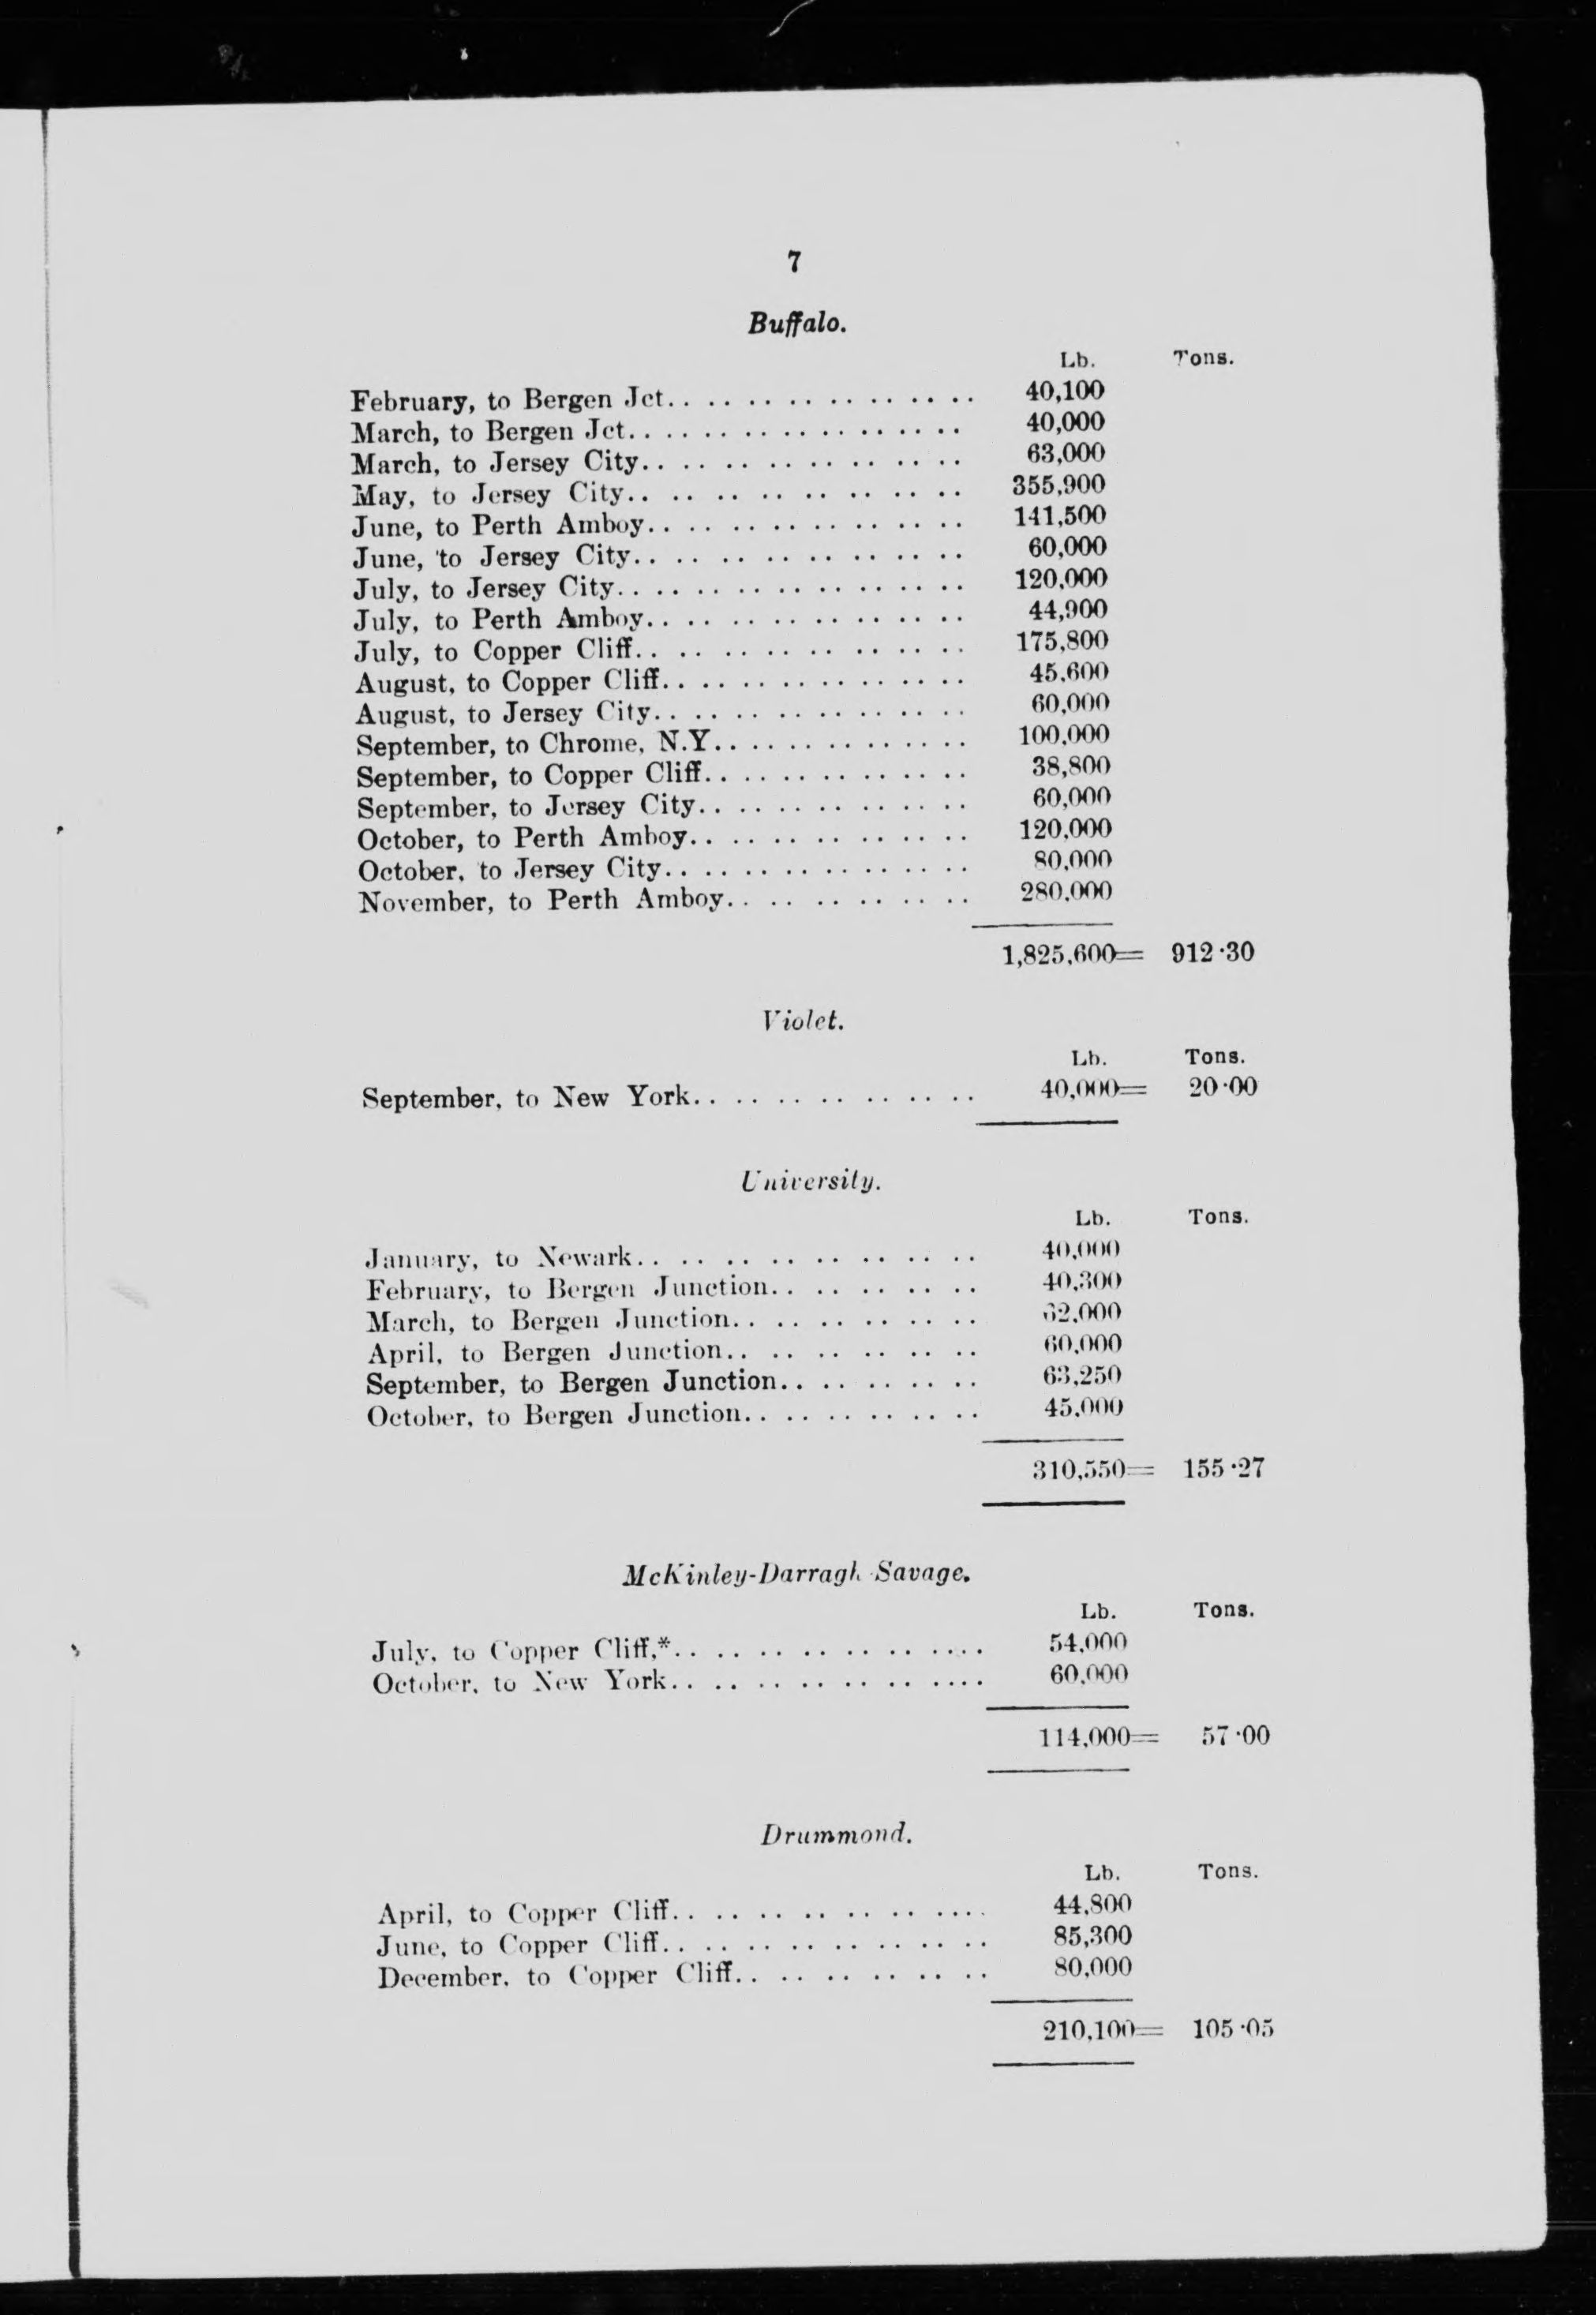 7
Buffalo.
Lb. Tons.
February, to Bergen Jct. . . . . . . . . . . . . . . . 40,100
March, to Bergen Jct. . . . . . . . . . . . . . . . . . 40,000
March, to Jersey City. . . . . . . . . . . . . . . . . 63,000
May, to Jersey City. . . . . . . . . . . . . . . . . 355,900
June, to Perth Amboy. . . . . . . . . . . . . . . . 141,500
June, to Jersey City. . . . . . . . . . . . . . . . . 60,000
July, to Jersey City. . . . . . . . . . . . . . . . . . 120,000
July, to Perth Amboy. . . . . . . . . . . . . . . . 44,900
July, to Copper Cliff. . . . . . . . . . . . . . . . . 175,800
August, to Copper Cliff. . . . . . . . . . . . . . . . 45,600
August, to Jersey City. . . . . . . . . . . . . . . . 60,000
September, to Chrome, N.Y. . . . . . . . . . . . . . 100,000
September, to Copper Cliff. . . . . . . . . . . . . . 38,800
September, to Jersey City. . . . . . . . . . . . . . 60,000
October, to Perth Amboy. . . . . . . . . . . . . . 120,000
October, to Jersey City. . . . . . . . . . . . . . . . 80,000
November, to Perth Amboy. . . . . . . . . . . . . 280,000
1,825,600= 912·30
Violet.
Lb. Tons.
September, to New York. . . . . . . . . . . . . . . 40,000= 20·00
University.
Lb. Tons.
January, to Newark. . . . . . . . . . . . . . . . . 40,000
February, to Bergen Junction. . . . . . . . . . . 40,300
March, to Bergen Junction. . . . . . . . . . . . . 62,000
April, to Bergen Junction. . . . . . . . . . . . . 60,000
September, to Bergen Junction. . . . . . . . . . 63,250
October, to Bergen Junction. . . . . . . . . . . . 45,000
310,550= 155·27
McKinley-Darragh Savage.
Lb. Tons.
July, to Copper Cliff,*. . . . . . . . . . . . . . . . 54,000
October, to New York. . . . . . . . . . . . . . . . 60,000
114,000= 57·00
Drummond.
Lb. Tons.
April, to Copper Cliff. . . . . . . . . . . . . . . . 44,800
June, to Copper Cliff. . . . . . . . . . . . . . . . 85,300
December, to Copper Cliff. . . . . . . . . . . . . 80,000
210,100= 105·05